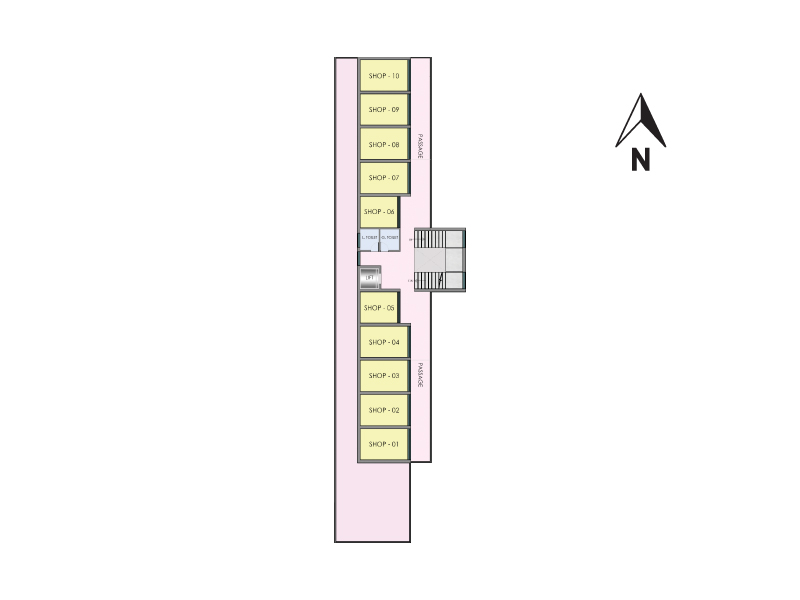 SHOP - 10
SHOP - 09
PASSAGE
SHOP - 08
N
SHOP - 07
SHOP - 06
L. TOILET
G. TOILET
LIFT
SHOP - 05
SHOP - 04
PASSAGE
SHOP - 03
SHOP - 02
SHOP - 01